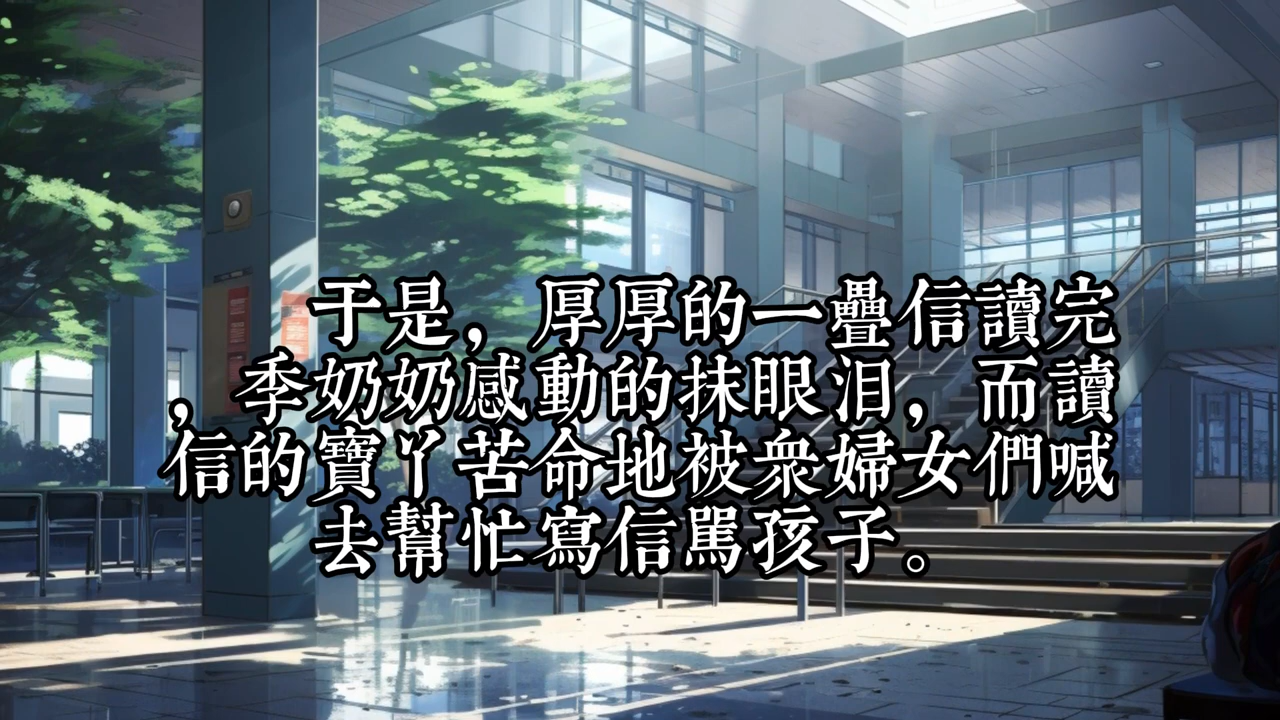 于是，厚厚的一疊信讀完
，季奶奶感動的抹眼泪，而讀
信的寶丫苦命地被衆婦女們喊
去幫忙寫信罵孩子。